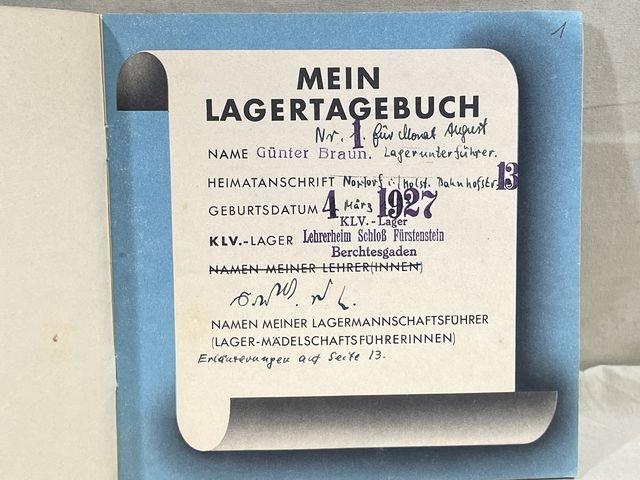 1
MEIN
LAGERTAGEBUCH
Nr. 1. für Monat August
NAME Günter Braun. Lagerunterführer.
HEIMATANSCHRIFT Nortorf i/Holst. Bahnhofstr. 13
GEBURTSDATUM 4 März 1927
KLV.-Lager
KLV.-LAGER Lehrerheim Schloß Fürstenstein
Berchtesgaden
NAMEN MEINER LEHRER(INNEN)
NAMEN MEINER LAGERMANNSCHAFTSFÜHRER
(LAGER-MÄDELSCHAFTSFÜHRERINNEN)
Erläuterungen auf Seite 13.